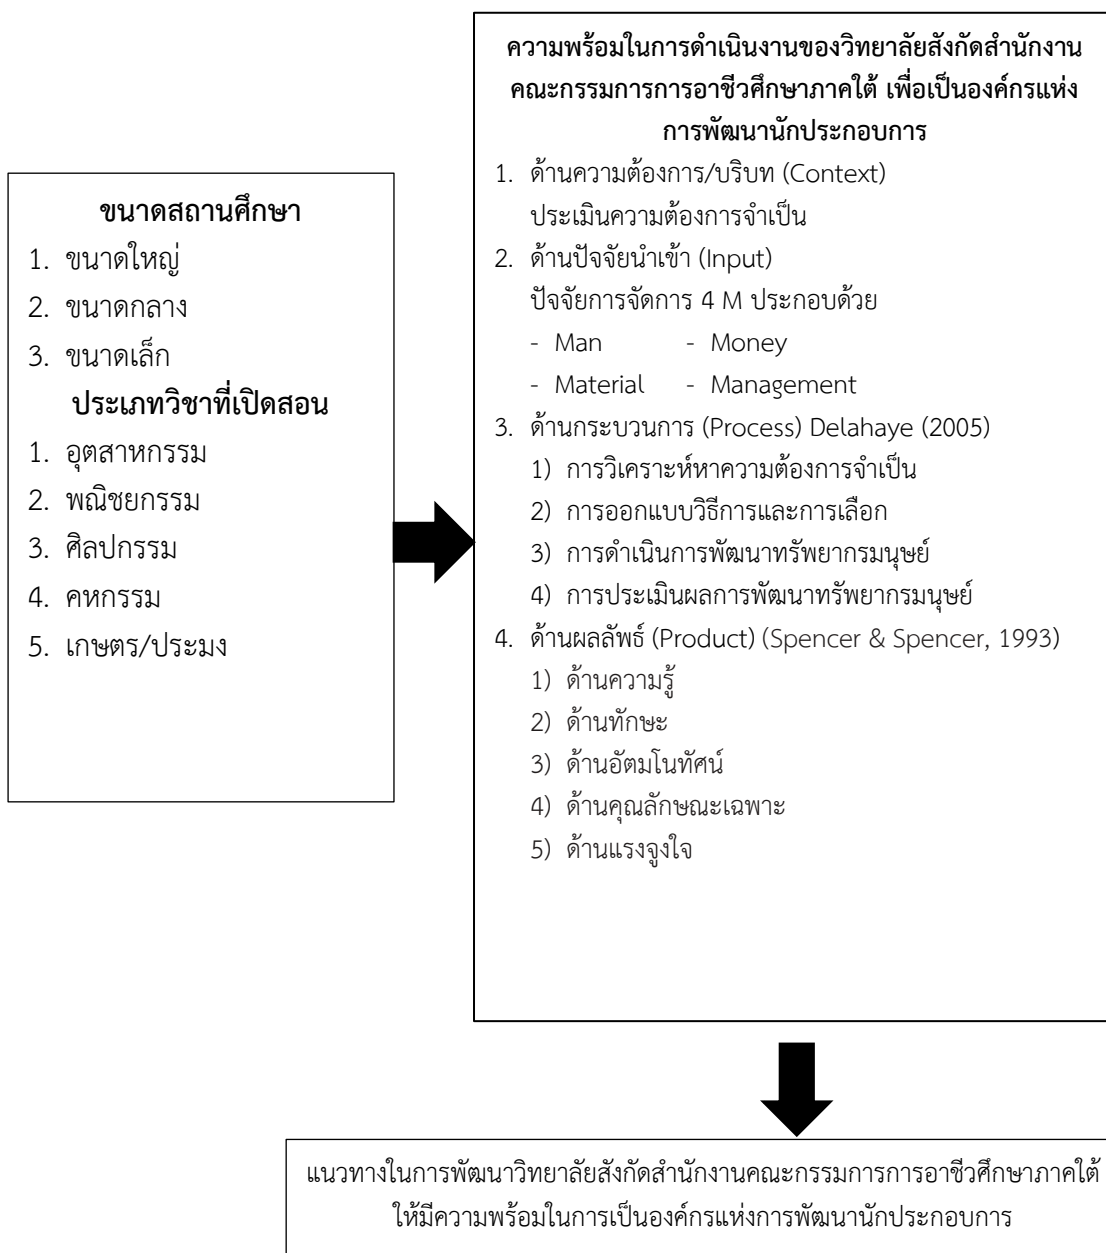 ขนาดสถานศึกษา
1. ขนาดใหญ่
2. ขนาดกลาง
3. ขนาดเล็ก
ประเภทวิชาที่เปิดสอน
1. อุตสาหกรรม
2. พณิชยกรรม
3. ศิลปกรรม
4. คหกรรม
5. เกษตร/ประมง
ความพร้อมในการดำเนินงานของวิทยาลัยสังกัดสำนักงาน
คณะกรรมการการอาชีวศึกษาภาคใต้ เพื่อเป็นองค์กรแห่ง
การพัฒนานักประกอบการ
1. ด้านความต้องการ/บริบท (Context)
ประเมินความต้องการจำเป็น
2. ด้านปัจจัยนำเข้า (Input)
ปัจจัยการจัดการ 4 M ประกอบด้วย
- Man - Money
- Material - Management
3. ด้านกระบวนการ (Process) Delahaye (2005)
1) การวิเคราะห์หาความต้องการจำเป็น
2) การออกแบบวิธีการและการเลือก
3) การดำเนินการพัฒนาทรัพยากรมนุษย์
4) การประเมินผลการพัฒนาทรัพยากรมนุษย์
4. ด้านผลลัพธ์ (Product) (Spencer & Spencer, 1993)
1) ด้านความรู้
2) ด้านทักษะ
3) ด้านอัตมโนทัศน์
4) ด้านคุณลักษณะเฉพาะ
5) ด้านแรงจูงใจ
แนวทางในการพัฒนาวิทยาลัยสังกัดสำนักงานคณะกรรมการการอาชีวศึกษาภาคใต้
ให้มีความพร้อมในการเป็นองค์กรแห่งการพัฒนานักประกอบการ